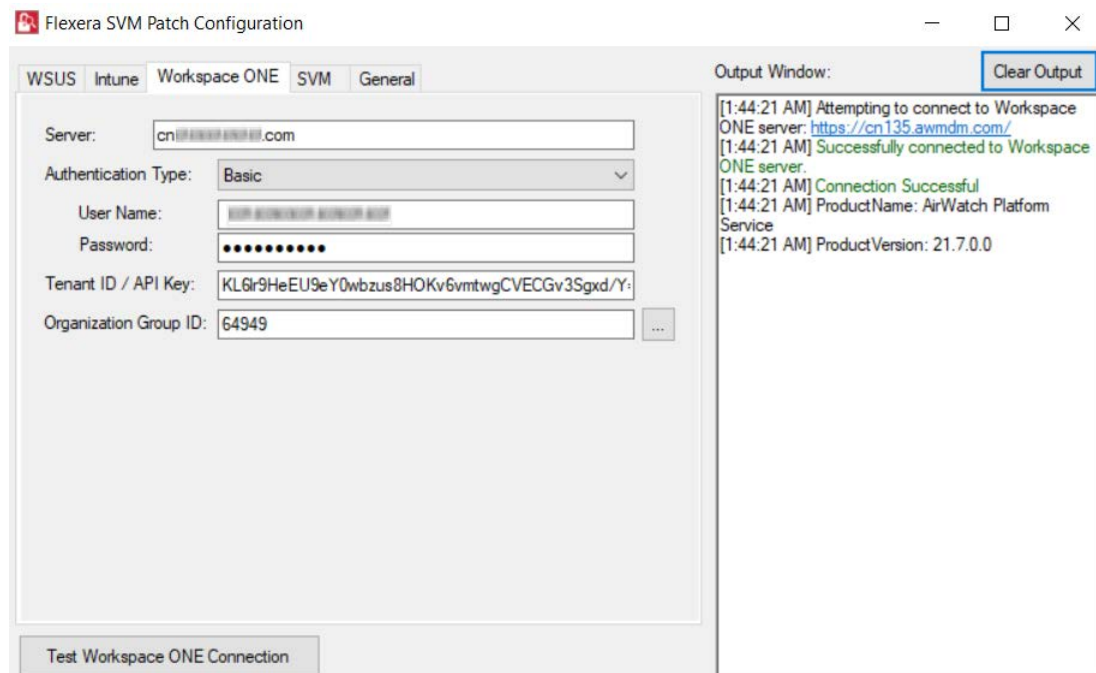 Flexera SVM Patch Configuration
WSUS Intune Workspace ONE SVM General
Server: cn .com
Authentication Type: Basic
User Name:
Password: ••••••••••
Tenant ID / API Key: KL6lr9HeEU9eY0wbzus8HOKv6vmtwgCVECGv3Sgxd/Y=
Organization Group ID: 64949 ...
Test Workspace ONE Connection
Output Window: Clear Output
[1:44:21 AM] Attempting to connect to Workspace
ONE server: https://cn135.awmdm.com/
[1:44:21 AM] Successfully connected to Workspace
ONE server.
[1:44:21 AM] Connection Successful
[1:44:21 AM] ProductName: AirWatch Platform
Service
[1:44:21 AM] ProductVersion: 21.7.0.0